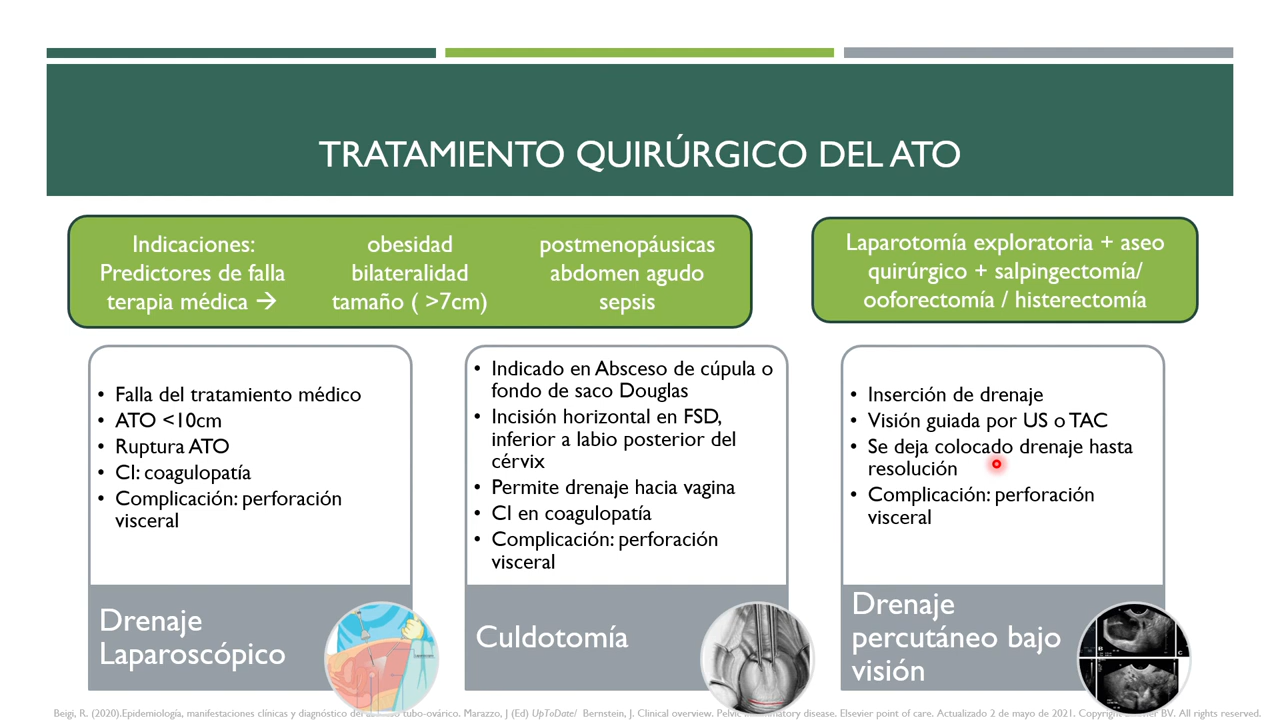 TRATAMIENTO QUIRÚRGICO DEL ATO
Indicaciones:
Predictores de falla
terapia médica →
obesidad
bilateralidad
tamaño ( >7cm)
postmenopáusicas
abdomen agudo
sepsis
Laparotomía exploratoria + aseo
quirúrgico + salpingectomía/
ooforectomía / histerectomía
• Falla del tratamiento médico
• ATO <10cm
• Ruptura ATO
• CI: coagulopatía
• Complicación: perforación
visceral
Drenaje
Laparoscópico
• Indicado en Absceso de cúpula o
fondo de saco Douglas
• Incisión horizontal en FSD,
inferior a labio posterior del
cérvix
• Permite drenaje hacia vagina
• CI en coagulopatía
• Complicación: perforación
visceral
Culdotomía
• Inserción de drenaje
• Visión guiada por US o TAC
• Se deja colocado drenaje hasta
resolución
• Complicación: perforación
visceral
Drenaje
percutáneo bajo
visión
Beigi, R. (2020).Epidemiología, manifestaciones clínicas y diagnóstico del tubo-ovárico. Marazzo, J (Ed) UpToDate/ Bernstein, J. Clinical overview. Pelvic inflammatory disease. Elsevier point of care. Actualizado 2 de mayo de 2021. Copyright BV. All rights reserved.